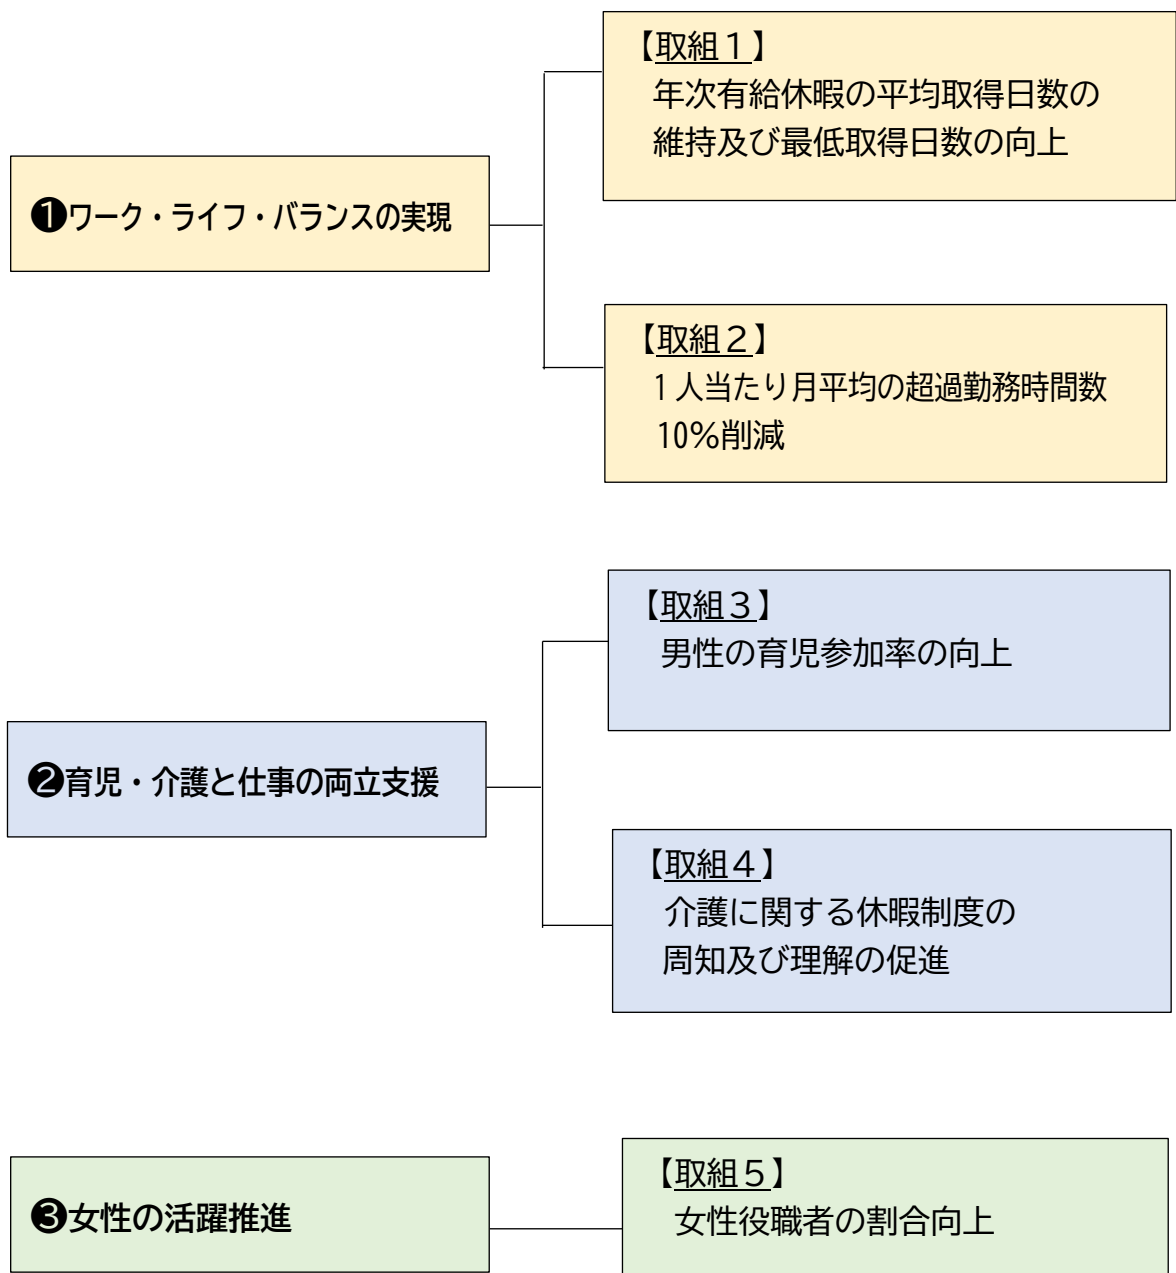 ❶ワーク・ライフ・バランスの実現
【取組１】
年次有給休暇の平均取得日数の
維持及び最低取得日数の向上
【取組２】
１人当たり月平均の超過勤務時間数
10％削減
❷育児・介護と仕事の両立支援
【取組３】
男性の育児参加率の向上
【取組４】
介護に関する休暇制度の
周知及び理解の促進
❸女性の活躍推進
【取組５】
女性役職者の割合向上